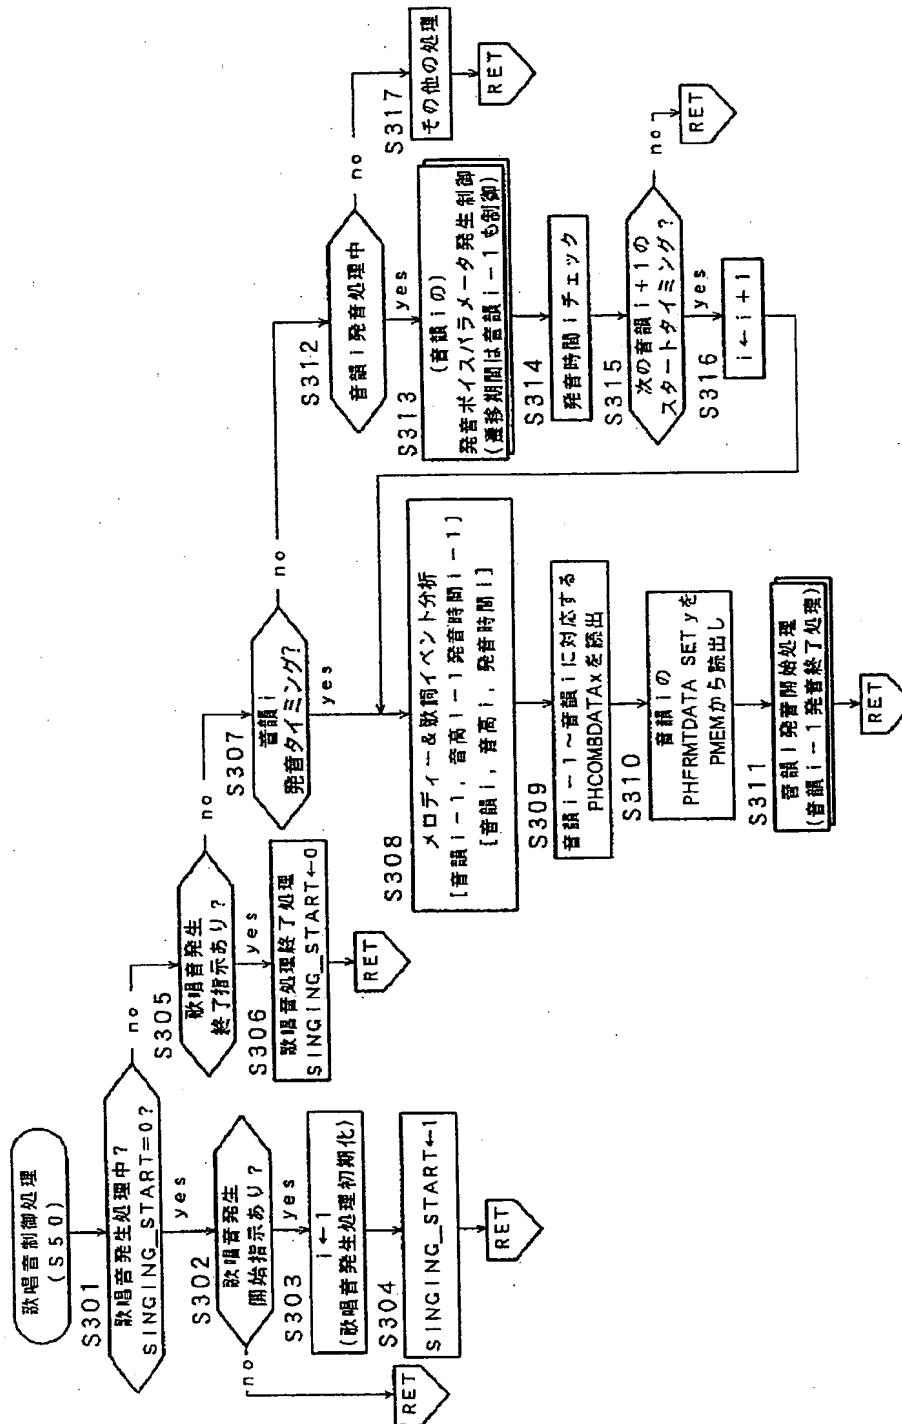 歌唱音制御処理
(S50)
S301
歌唱音発生処理中?
SINGING_START=0?
yes
no
S302
歌唱音発生
開始指示あり?
no
RET
yes
S303
i←1
(歌唱音発生処理初期化)
S304
SINGING_START←1
RET
S305
歌唱音発生
終了指示あり?
no
yes
S306
歌唱音処理終了処理
SINGING_START←0
RET
S307
音韻i
発音タイミング?
no
yes
S308
メロディー&歌詞イベント分析
[音韻i-1, 音高i-1発音時間i-1]
[音韻i, 音高i, 発音時間i]
S309
音韻i-1~音韻iに対応する
PHCOMBDATAxを読出
S310
音韻iの
PHFRMTDATA SETyを
PMEMから読出し
S311
音韻i発音開始処理
(音韻i-1発音終了処理)
RET
S312
音韻i発音処理中
no
yes
S313
(音韻iの)
発音ボイスパラメータ発生制御
(遷移期間は音韻i-1も制御)
S314
発音時間iチェック
S315
次の音韻i+1の
スタートタイミング?
no
RET
yes
S316
i←i+1
S317
その他の処理
RET